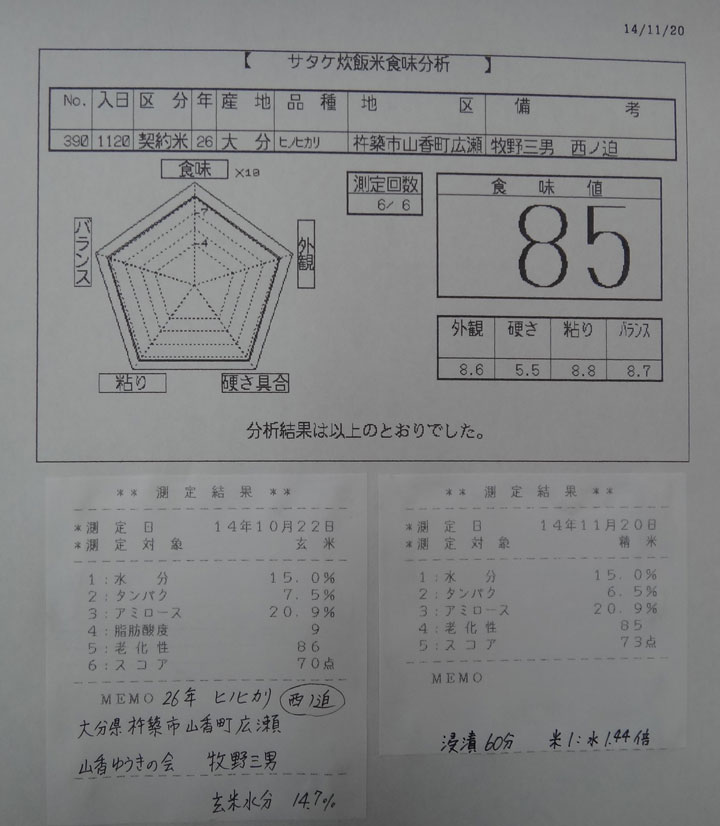 14/11/20
【 サタケ炊飯米食味分析 】
No. 入日 区分 年 産地 品種 地区 備考
390 1120 契約米 26 大分 ヒノヒカリ 杵築市山香町広瀬 牧野三男 西ノ迫
食味 ×10
7
4
バランス
外観
粘り
硬さ具合
測定回数
6/ 6
食味値
85
外観 硬さ 粘り バランス
8.6 5.5 8.8 8.7
分析結果は以上のとおりでした。
** 測定結果 **
*測定日 14年10月22日
*測定対象 玄米
1:水分 15.0%
2:タンパク 7.5%
3:アミロース 20.9%
4:脂肪酸度 9
5:老化性 86
6:スコア 70点
MEMO 26年 ヒノヒカリ 西ノ迫
大分県杵築市山香町広瀬
山香ゆうきの会 牧野三男
玄米水分 14.7%
** 測定結果 **
*測定日 14年11月20日
*測定対象 精米
1:水分 15.0%
2:タンパク 6.5%
3:アミロース 20.9%
4:老化性 85
5:スコア 73点
MEMO
浸漬60分 米1:水1.44倍